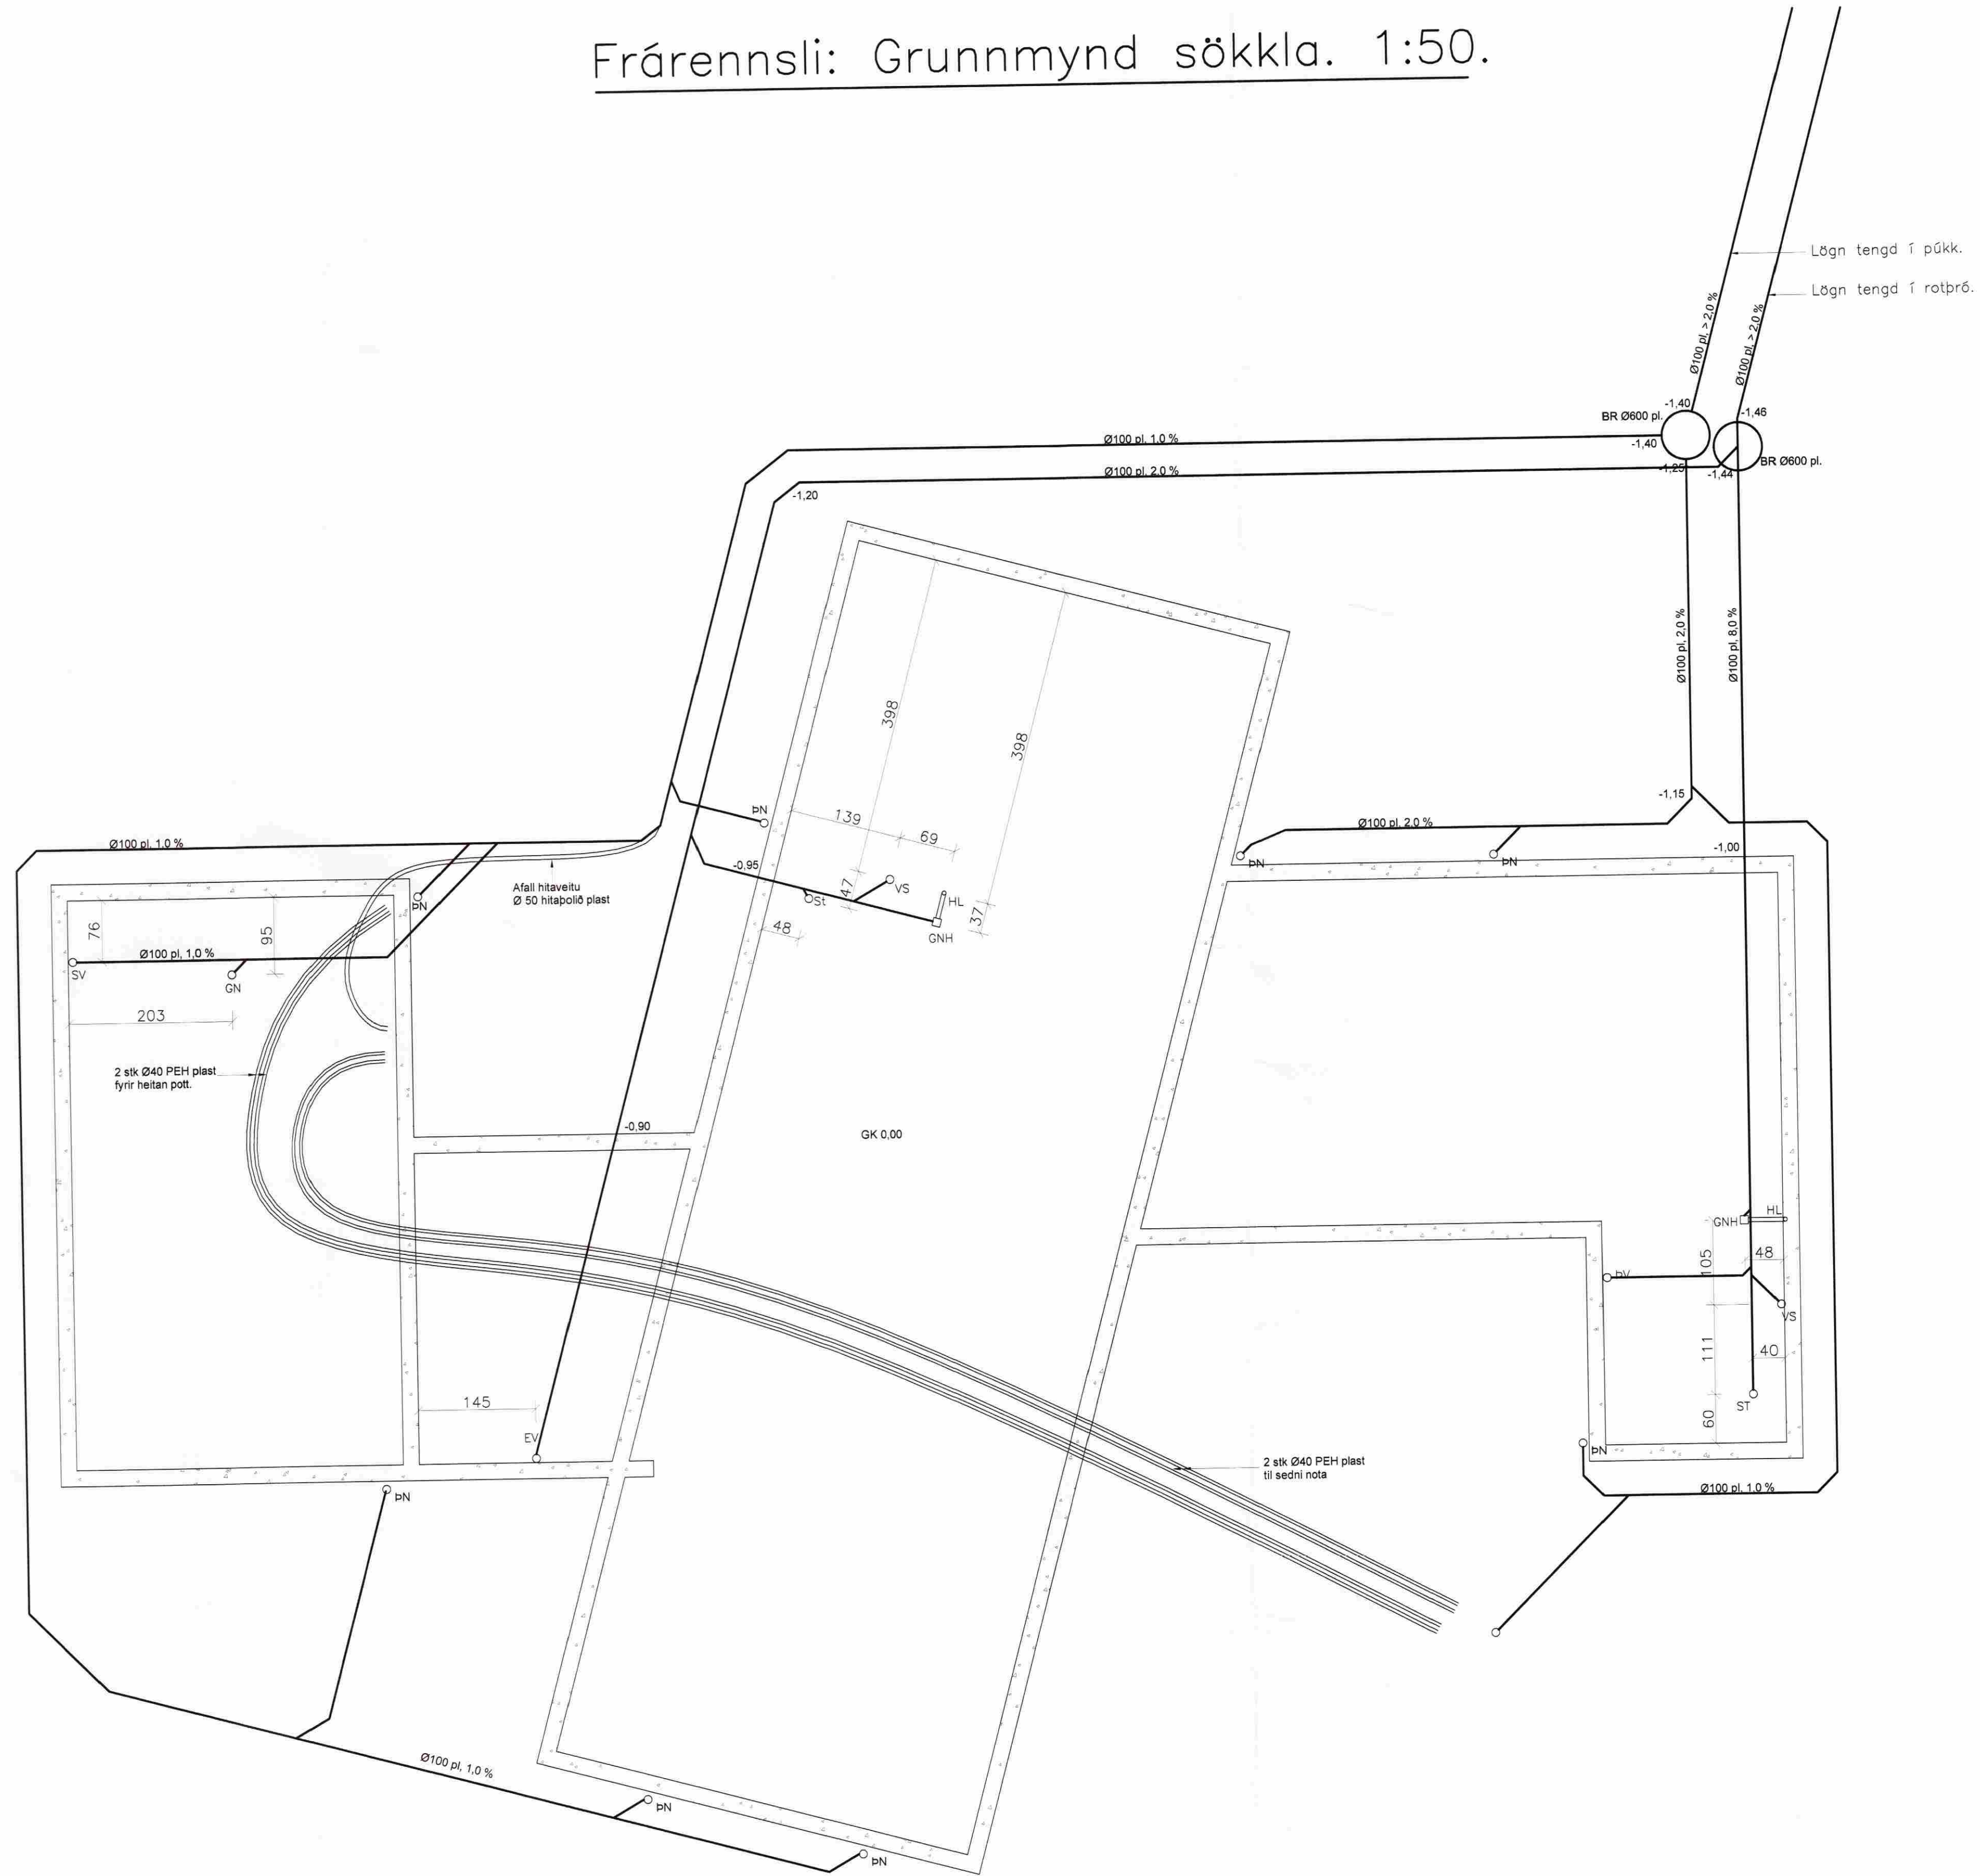 Frárennsli: Grunnmynd sökkla. 1:50.
Lögn tengd í púkk.
Lögn tengd í rotþró.
Ø100 pl, > 2,0 %
Ø100 pl, > 2,0 %
-1,40
-1,46
BR Ø600 pl.
-1,40
BR Ø600 pl.
-1,25
-1,44
Ø100 pl, 1,0 %
Ø100 pl, 2,0 %
-1,20
Ø100 pl, 2,0 %
Ø100 pl, 8,0 %
398
398
-1,15
ÞN
139
69
Ø100 pl, 2,0 %
Ø100 pl, 1,0 %
-1,00
-0,95
ÞN
ÞN
Afall hitaveitu
Ø 50 hitaþolið plast
VS
47
St
HL
37
48
GNH
ÞN
76
95
Ø100 pl, 1,0 %
SV
GN
203
2 stk Ø40 PEH plast
fyrir heitan pott.
-0,90
GK 0,00
GNH
HL
105
48
ÞV
VS
111
40
145
ST
60
EV
ÞN
2 stk Ø40 PEH plast
til sedni nota
Ø100 pl, 1,0 %
ÞN
Ø100 pl, 1,0 %
ÞN
ÞN